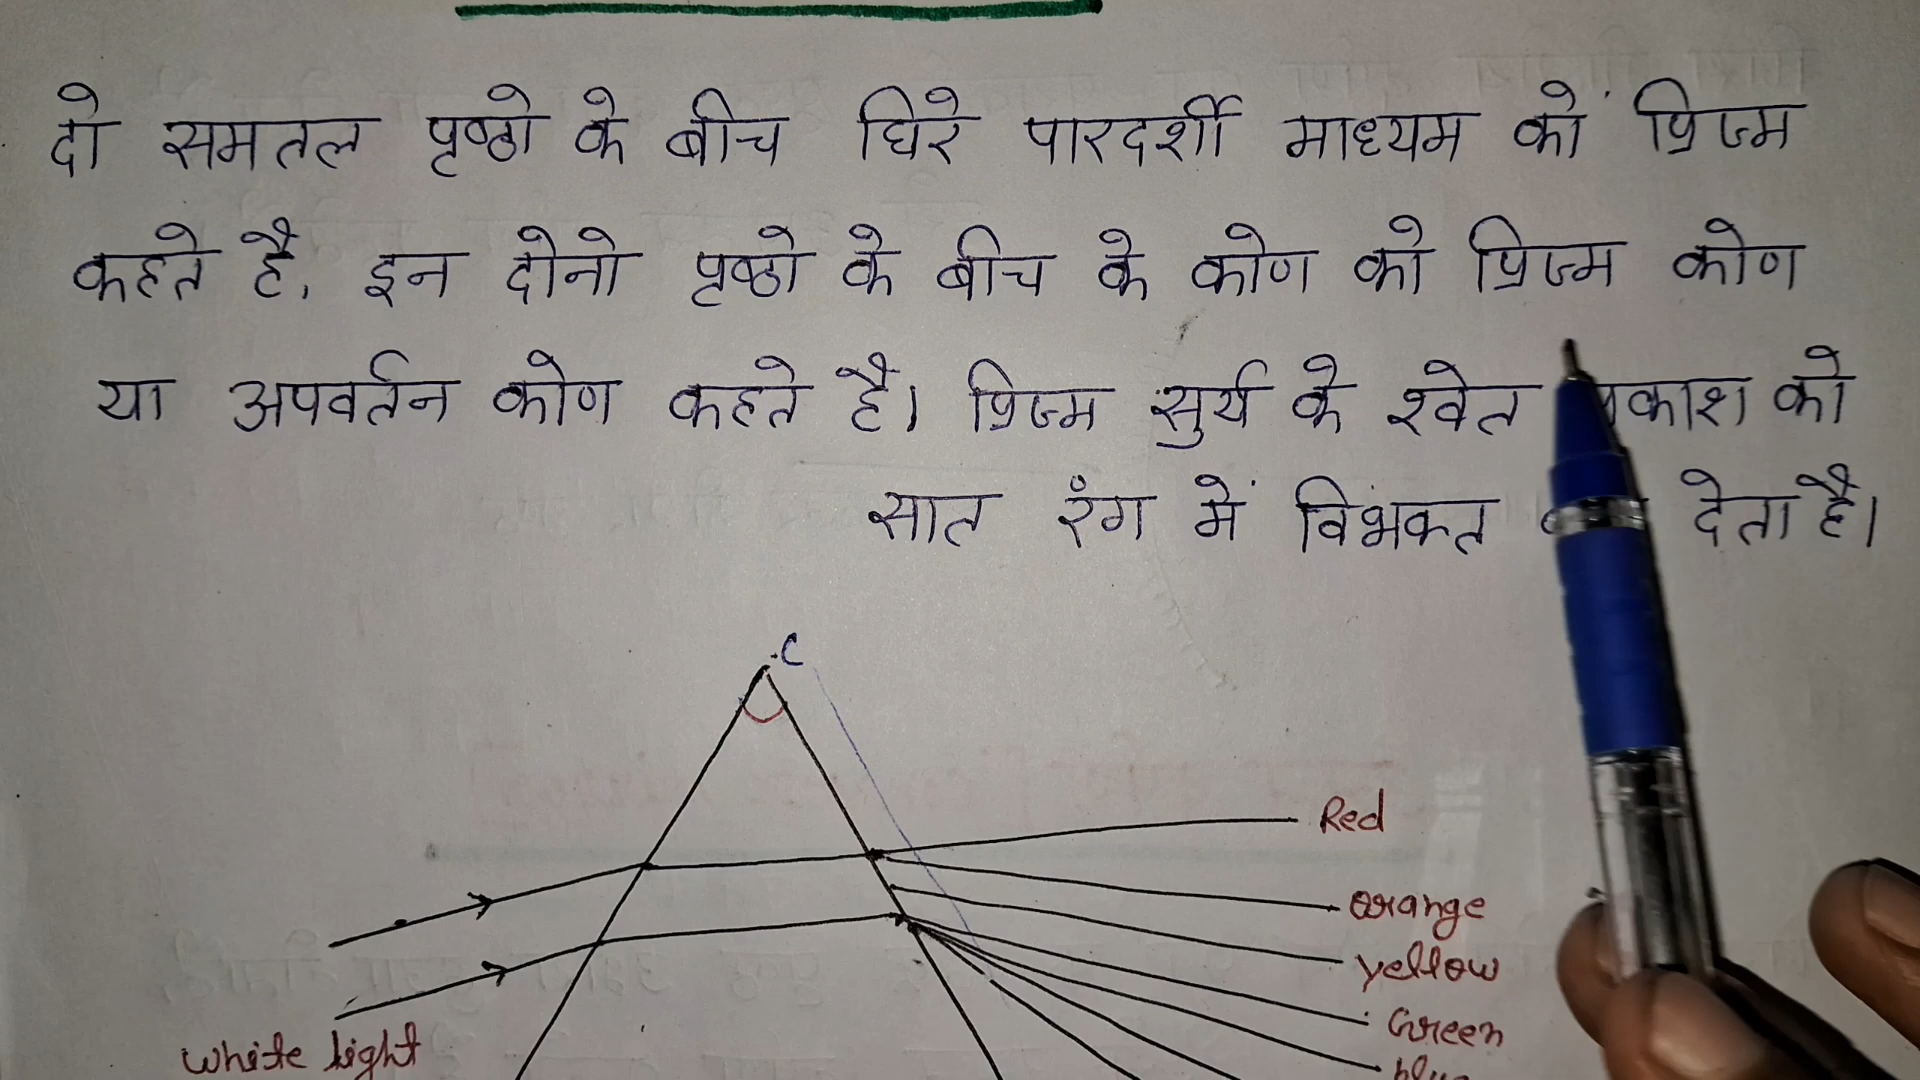 दो समतल पृष्ठो के बीच घिरे पारदर्शी माध्यम कों प्रिज्म
कहते है, इन दोनो पृष्ठो के बीच के कोण को प्रिज्म कोण
या अपवर्तन कोण कहते है। प्रिज्म सुर्य के श्वेत को
सात रंग में विभक्त देता है।
C
Red
Orange
yellow
Green
White light